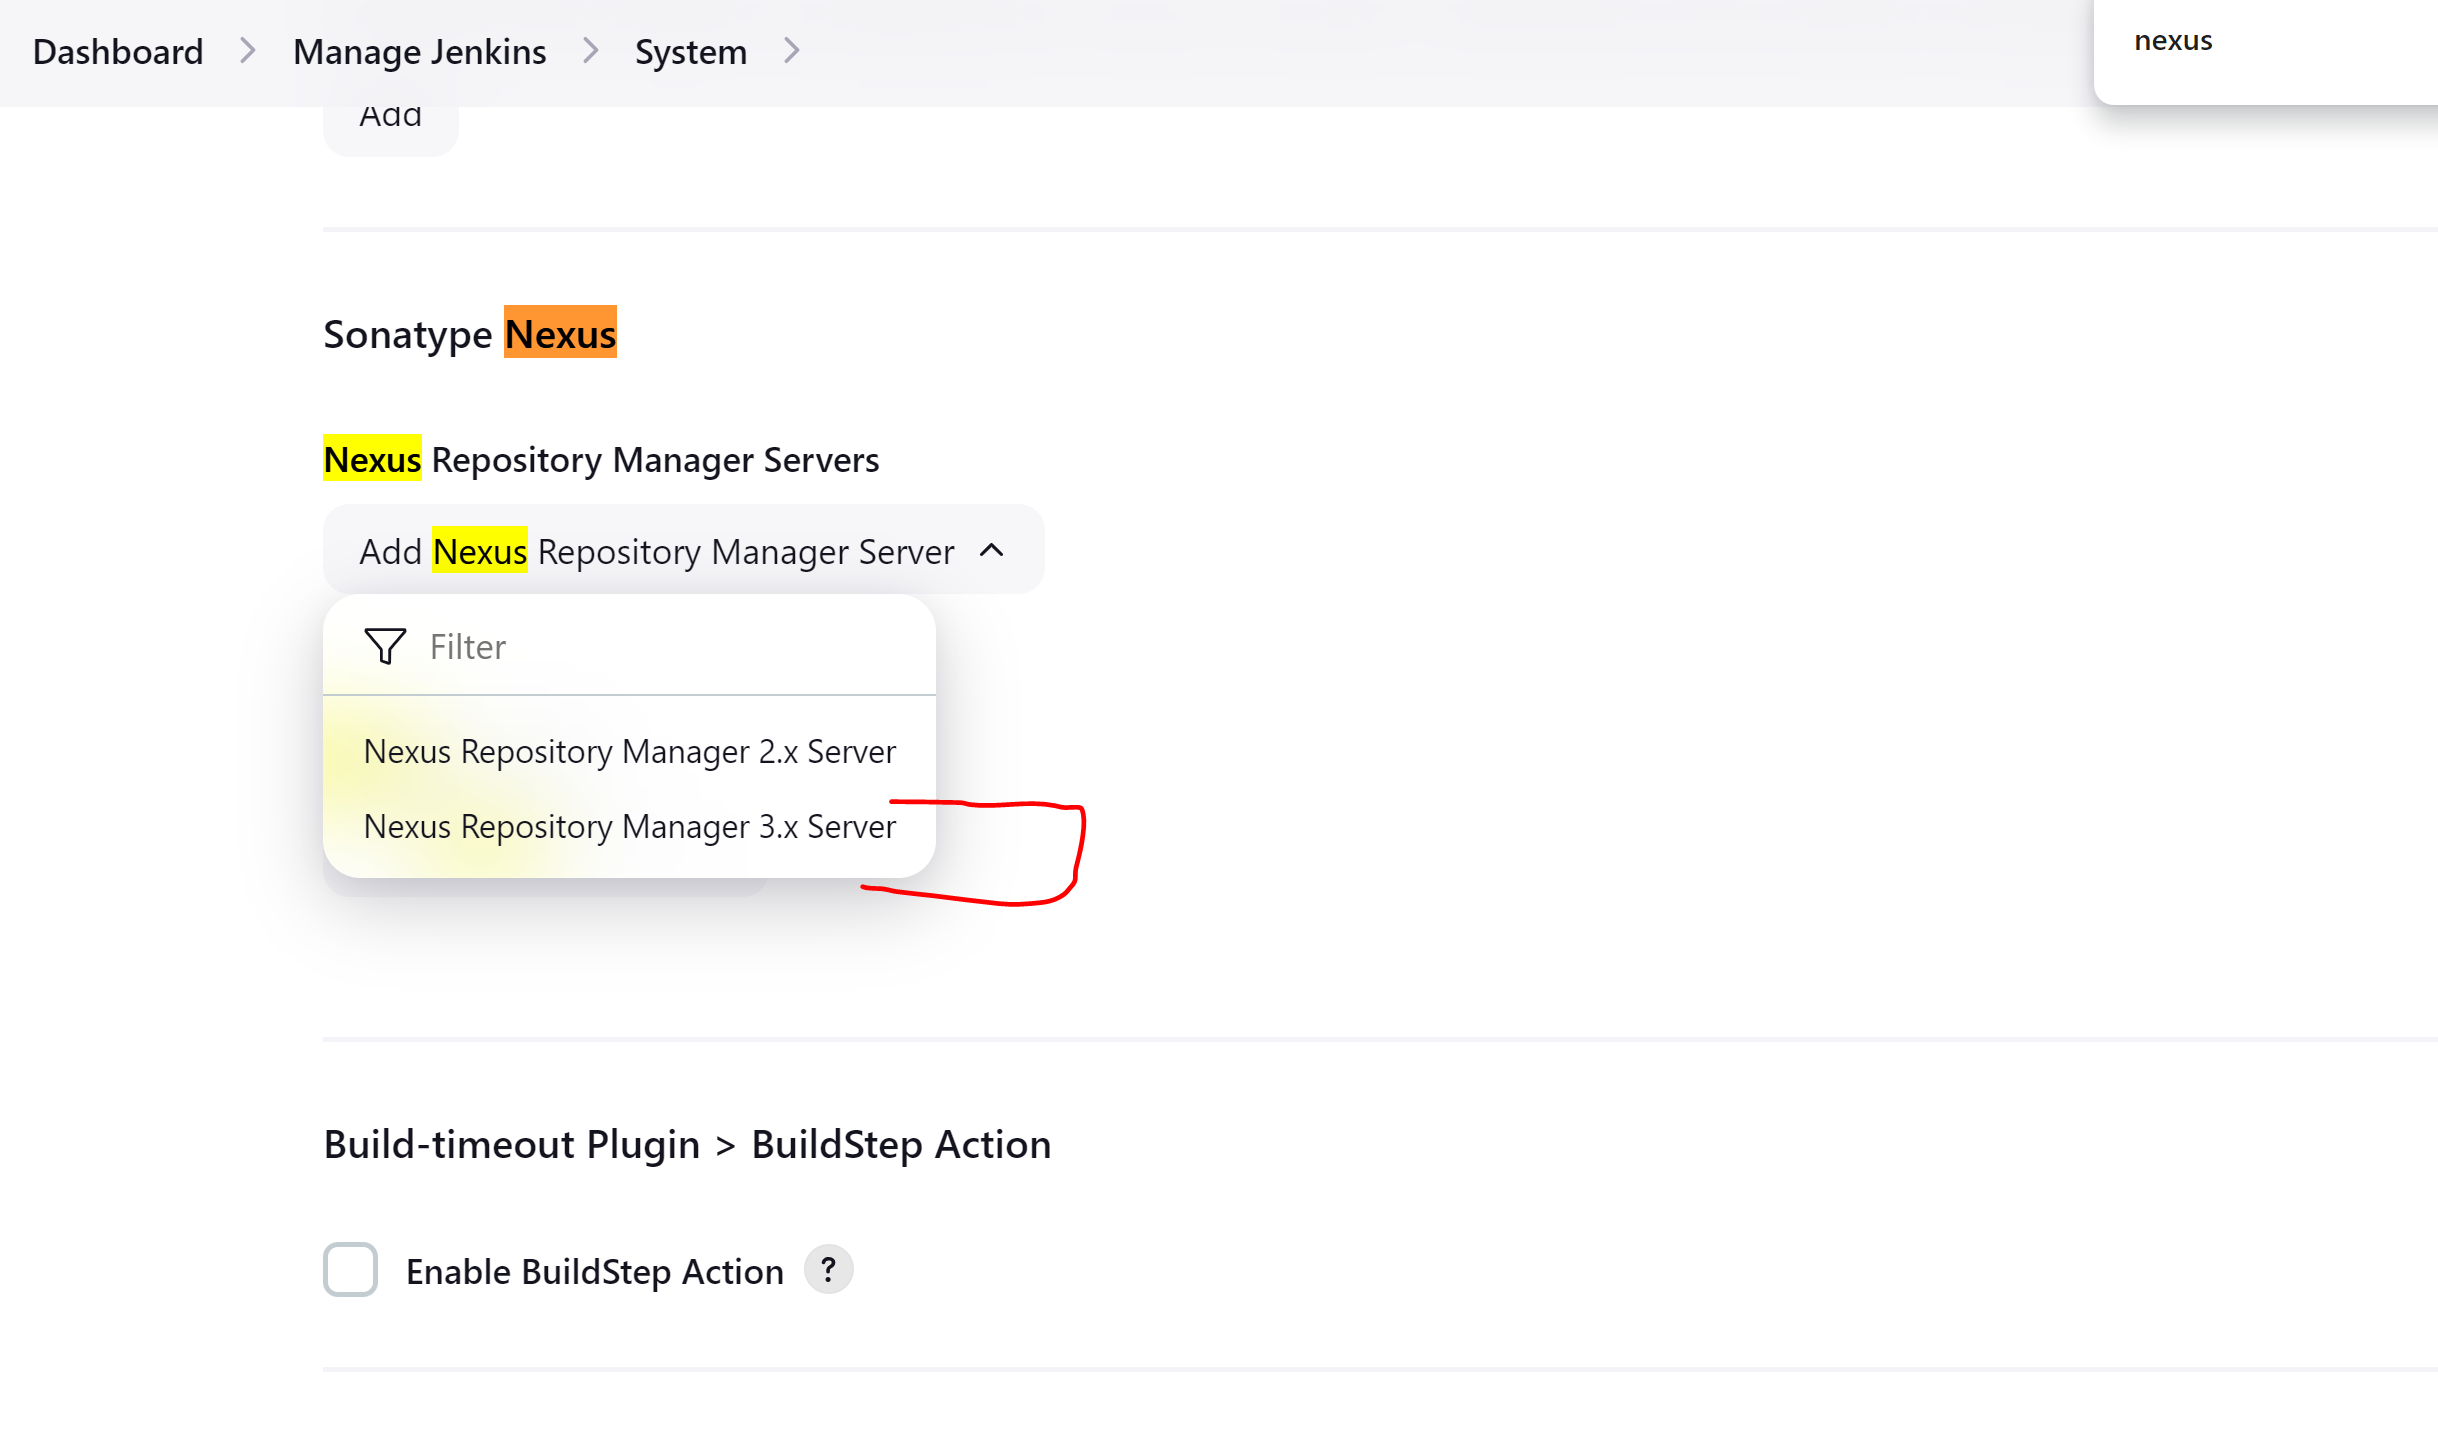 Dashboard > Manage Jenkins > System >
nexus
Add
Sonatype Nexus
Nexus Repository Manager Servers
Add Nexus Repository Manager Server
Filter
Nexus Repository Manager 2.x Server
Nexus Repository Manager 3.x Server
Build-timeout Plugin > BuildStep Action
Enable BuildStep Action ?